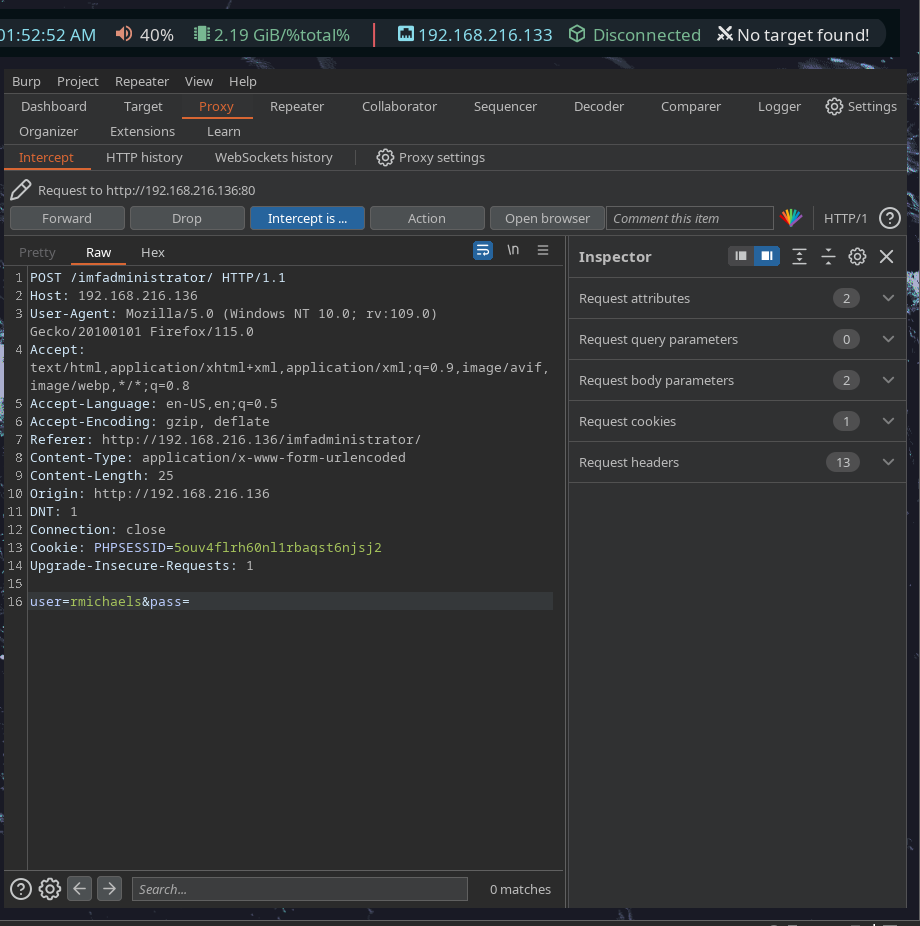 01:52:52 AM 40% 2.19 GiB/%total% 192.168.216.133 Disconnected No target found!
Burp Project Repeater View Help
Dashboard Target Proxy Repeater Collaborator Sequencer Decoder Comparer Logger Settings
Organizer Extensions Learn
Intercept HTTP history WebSockets history Proxy settings
Request to http://192.168.216.136:80
Forward Drop Intercept is ... Action Open browser Comment this item HTTP/1 ?
Pretty Raw Hex \n
1 POST /imfadministrator/ HTTP/1.1
2 Host: 192.168.216.136
3 User-Agent: Mozilla/5.0 (Windows NT 10.0; rv:109.0)
Gecko/20100101 Firefox/115.0
4 Accept:
text/html,application/xhtml+xml,application/xml;q=0.9,image/avif,
image/webp,*/*;q=0.8
5 Accept-Language: en-US,en;q=0.5
6 Accept-Encoding: gzip, deflate
7 Referer: http://192.168.216.136/imfadministrator/
8 Content-Type: application/x-www-form-urlencoded
9 Content-Length: 25
10 Origin: http://192.168.216.136
11 DNT: 1
12 Connection: close
13 Cookie: PHPSESSID=5ouv4flrh60nl1rbaqst6njsj2
14 Upgrade-Insecure-Requests: 1
15
16 user=rmichaels&pass=
Inspector
Request attributes 2
Request query parameters 0
Request body parameters 2
Request cookies 1
Request headers 13
? Search... 0 matches